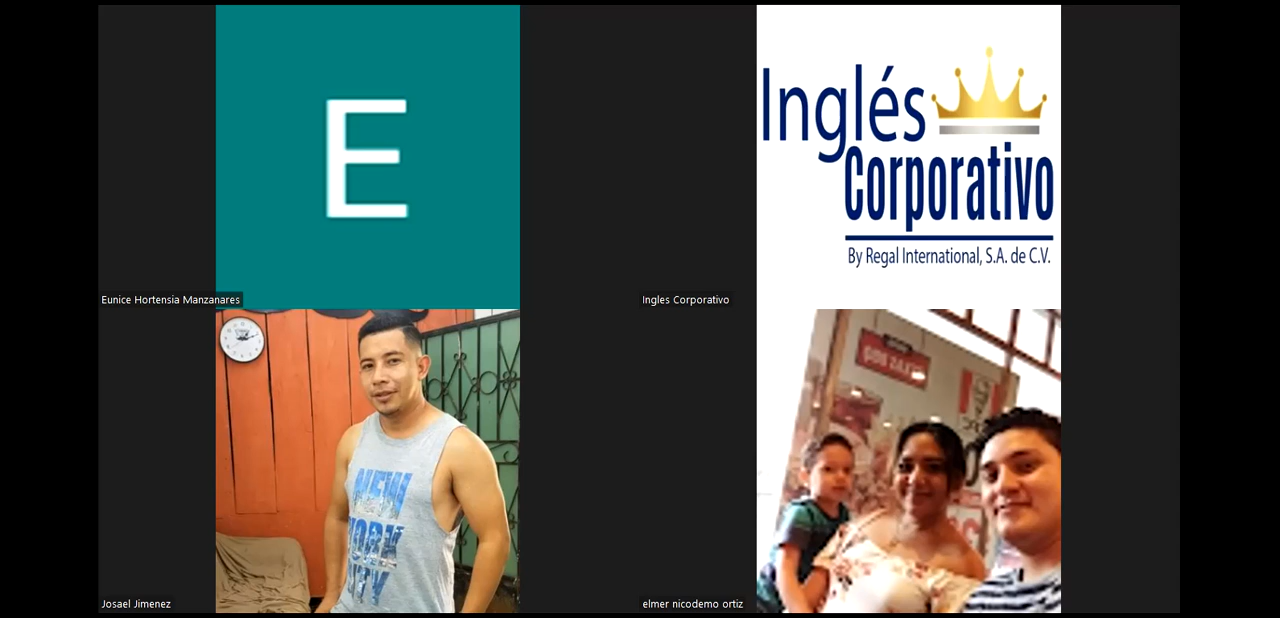 E
Inglés
Corporativo
By Regal International, S.A. de C.V.
Eunice Hortensia Manzanares
Ingles Corporativo
NEW
YORK
CITY
Josael Jimenez
elmer nicodemo ortiz